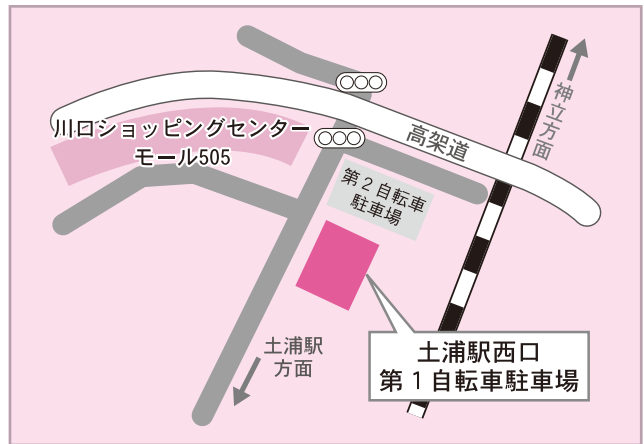 神立方面
高架道
川口ショッピングセンター
モール505
第２自転車
駐車場
土浦駅
方面
土浦駅西口
第１自転車駐車場